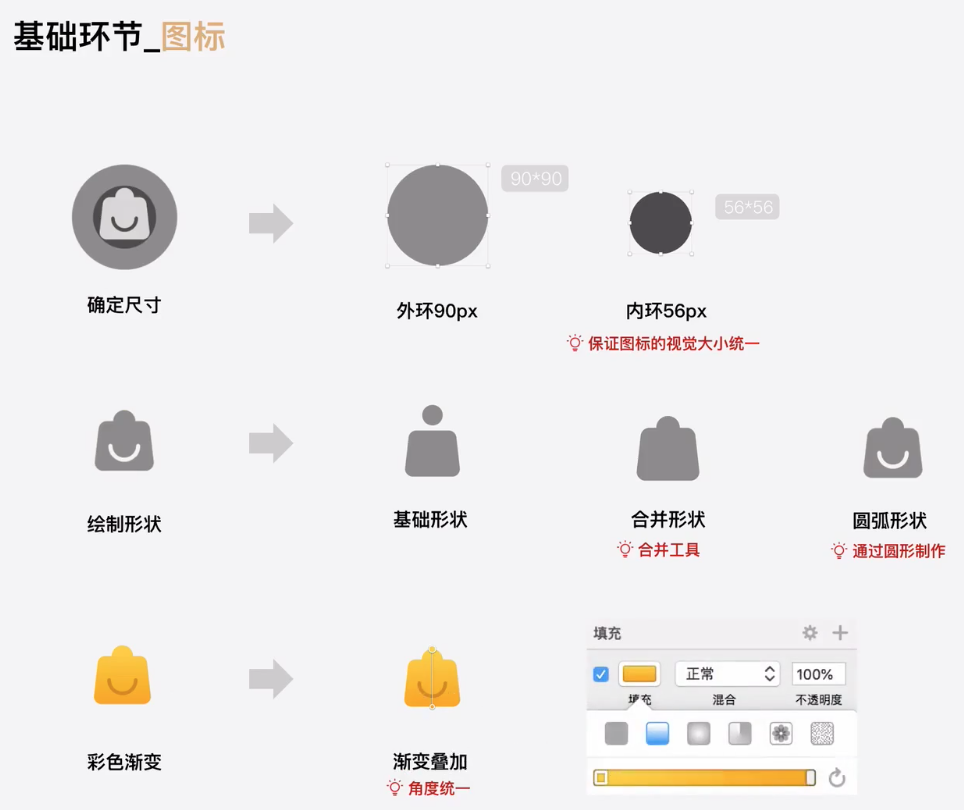 基础环节_图标
90*90
56*56
确定尺寸
外环90px
内环56px
保证图标的视觉大小统一
绘制形状
基础形状
合并形状
圆弧形状
合并工具
通过圆形制作
填充
正常
100%
填充
混合
不透明度
彩色渐变
渐变叠加
角度统一